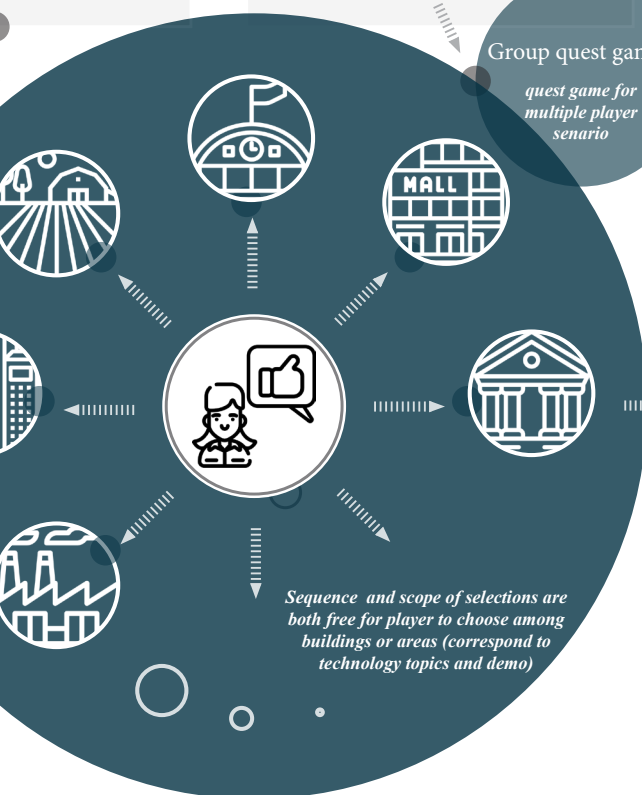 Group quest
quest game for
multiple player
senario
MALL
Sequence and scope of selections are
both free for player to choose among
buildings or areas (correspond to
technology topics and demo)